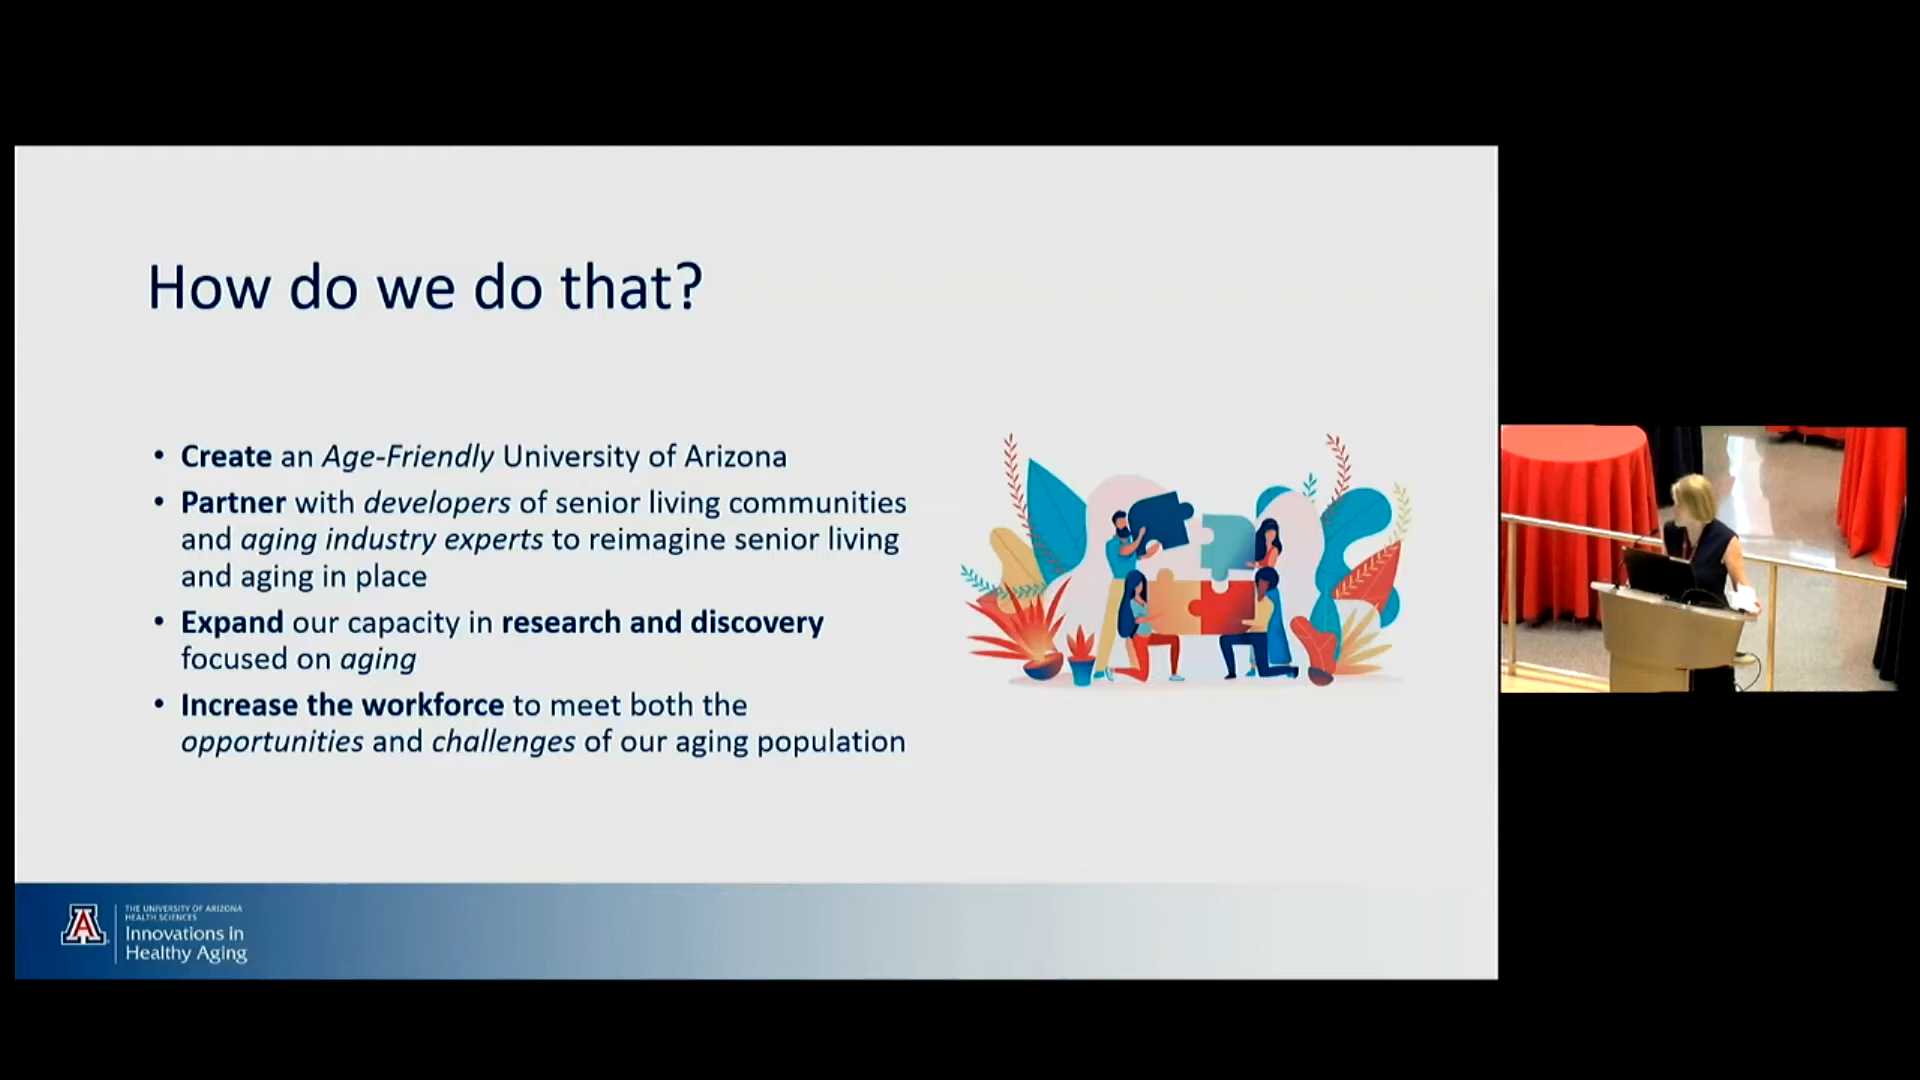 How do we do that?
• Create an Age-Friendly University of Arizona
• Partner with developers of senior living communities
and aging industry experts to reimagine senior living
and aging in place
• Expand our capacity in research and discovery
focused on aging
• Increase the workforce to meet both the
opportunities and challenges of our aging population
A
THE UNIVERSITY OF ARIZONA
HEALTH SCIENCES
Innovations in
Healthy Aging